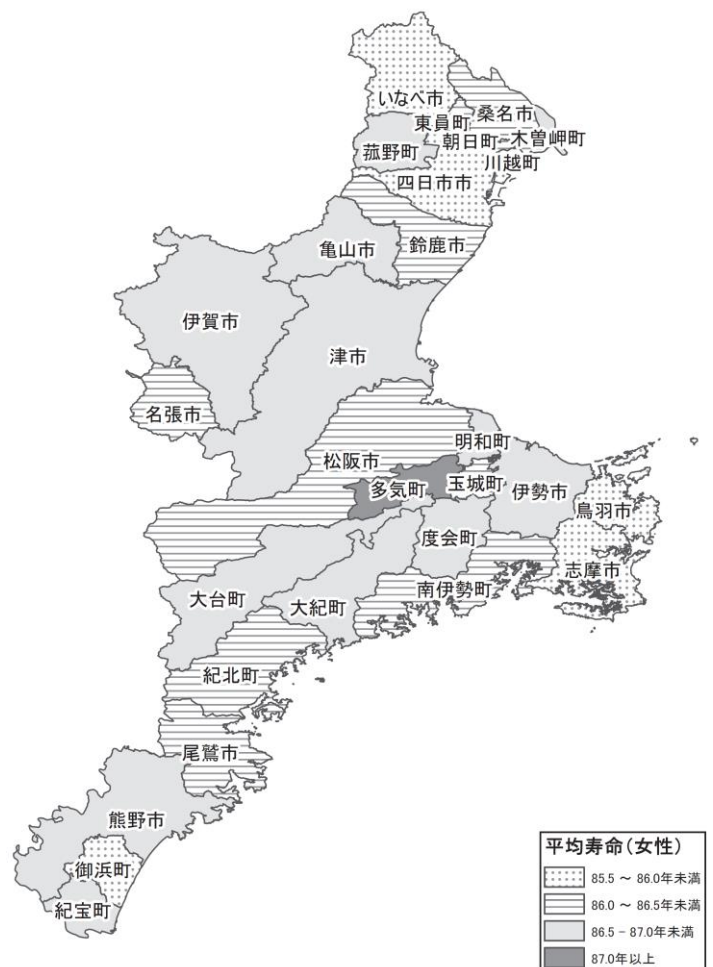 いなべ市
桑名市
東員町
木曽岬町
朝日町
菰野町
川越町
四日市市
亀山市
鈴鹿市
伊賀市
津市
名張市
明和町
松阪市
多気町
玉城町
伊勢市
鳥羽市
度会町
志摩市
南伊勢町
大台町
大紀町
紀北町
尾鷲市
熊野市
御浜町
紀宝町
平均寿命(女性)
85.5 ~ 86.0年未満
86.0 ~ 86.5年未満
86.5 - 87.0年未満
87.0年以上